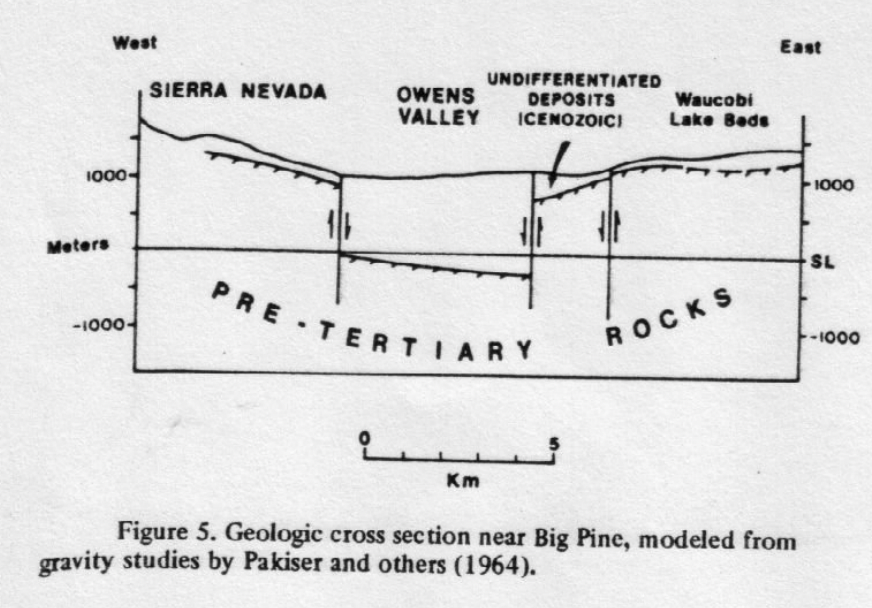 West
East
SIERRA NEVADA
OWENS
VALLEY
UNDIFFERENTIATED
DEPOSITS
(CENOZOIC)
Waucobi
Lake Beds
1000
1000
Meters
SL
-1000
-1000
PRE-TERTIARY ROCKS
0
5
Km
Figure 5. Geologic cross section near Big Pine, modeled from
gravity studies by Pakiser and others (1964).